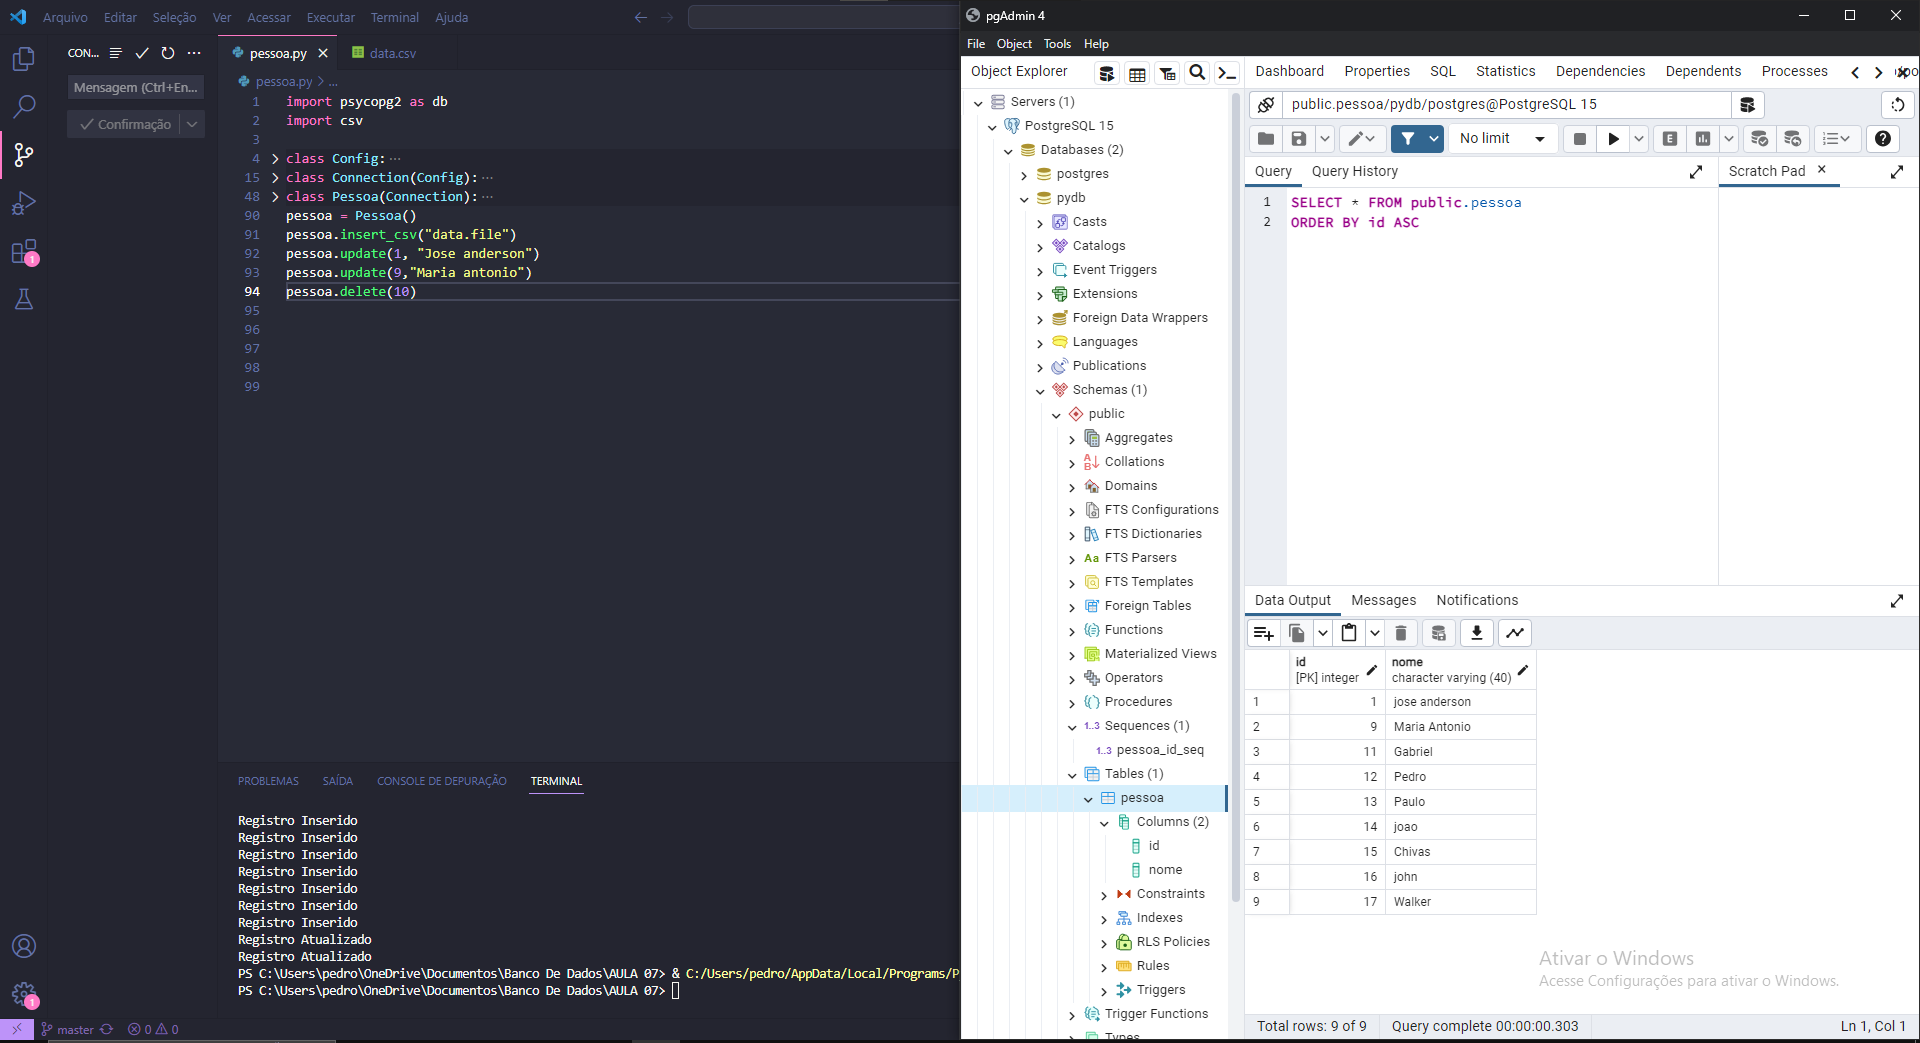 Arquivo Editar Seleção Ver Acessar Executar Terminal Ajuda
CON...
Mensagem (Ctrl+En...
Confirmação
1
1
pessoa.py
data.csv
pessoa.py > ...
1 import psycopg2 as db
2 import csv
3
4 class Config: ...
15 class Connection(Config): ...
48 class Pessoa(Connection): ...
90 pessoa = Pessoa()
91 pessoa.insert_csv("data.file")
92 pessoa.update(1, "Jose anderson")
93 pessoa.update(9,"Maria antonio")
94 pessoa.delete(10)
95
96
97
98
99
PROBLEMAS SAÍDA CONSOLE DE DEPURAÇÃO TERMINAL
Registro Inserido
Registro Inserido
Registro Inserido
Registro Inserido
Registro Inserido
Registro Inserido
Registro Inserido
Registro Atualizado
Registro Atualizado
PS C:\Users\pedro\OneDrive\Documentos\Banco De Dados\AULA 07> & C:/Users/pedro/AppData/Local/Programs/P
PS C:\Users\pedro\OneDrive\Documentos\Banco De Dados\AULA 07>
master 0 0
pgAdmin 4
File Object Tools Help
Object Explorer
Servers (1)
PostgreSQL 15
Databases (2)
postgres
pydb
Casts
Catalogs
Event Triggers
Extensions
Foreign Data Wrappers
Languages
Publications
Schemas (1)
public
Aggregates
Collations
Domains
FTS Configurations
FTS Dictionaries
Aa FTS Parsers
FTS Templates
Foreign Tables
Functions
Materialized Views
Operators
Procedures
1..3 Sequences (1)
1..3 pessoa_id_seq
Tables (1)
pessoa
Columns (2)
id
nome
Constraints
Indexes
RLS Policies
Rules
Triggers
Trigger Functions
Types
Dashboard Properties SQL Statistics Dependencies Dependents Processes
public.pessoa/pydb/postgres@PostgreSQL 15
No limit
E
Query Query History
Scratch Pad
1 SELECT * FROM public.pessoa
2 ORDER BY id ASC
Data Output Messages Notifications
id nome
[PK] integer character varying (40)
1 1 jose anderson
2 9 Maria Antonio
3 11 Gabriel
4 12 Pedro
5 13 Paulo
6 14 joao
7 15 Chivas
8 16 john
9 17 Walker
Ativar o Windows
Acesse Configurações para ativar o Windows.
Total rows: 9 of 9 Query complete 00:00:00.303 Ln 1, Col 1